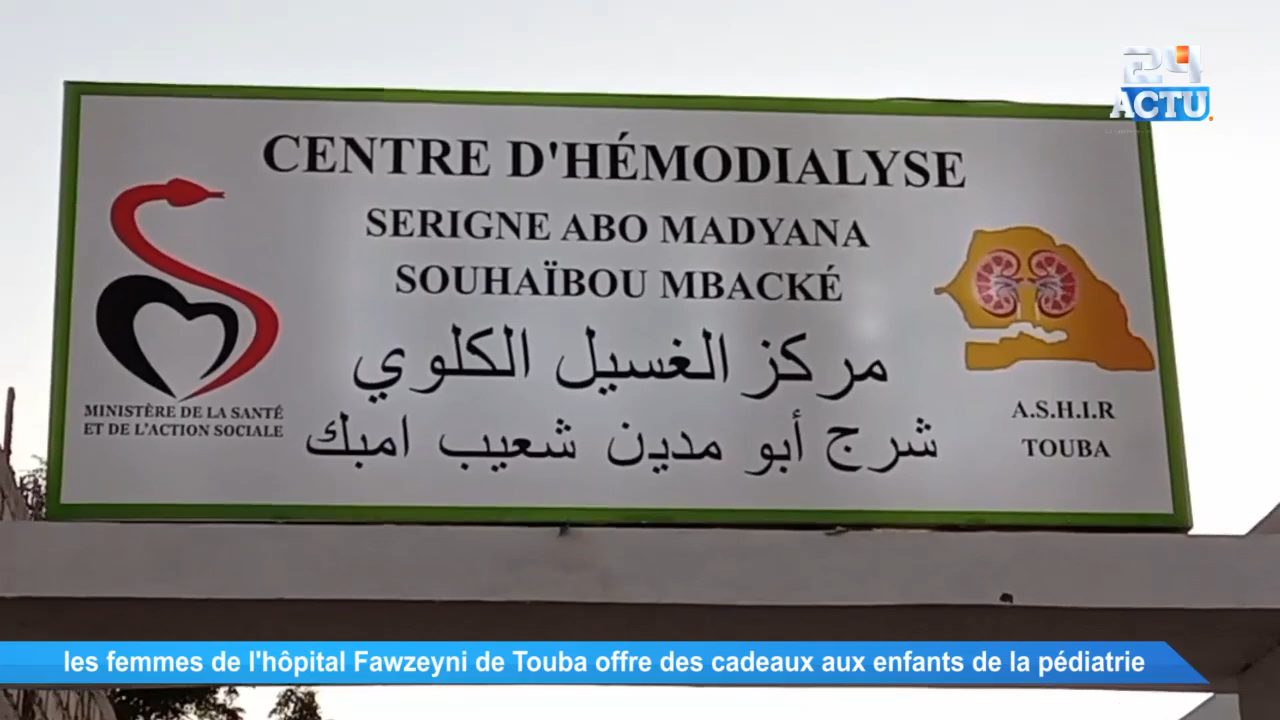 24
ACTU.
CENTRE D'HÉMODIALYSE
SERIGNE ABO MADYANA
SOUHAÏBOU MBACKÉ
مركز الغسيل الكلوي
شرج أبو مدين شعيب امبك
MINISTÈRE DE LA SANTÉ
ET DE L'ACTION SOCIALE
A.S.H.I.R
TOUBA
les femmes de l'hôpital Fawzeyni de Touba offre des cadeaux aux enfants de la pédiatrie